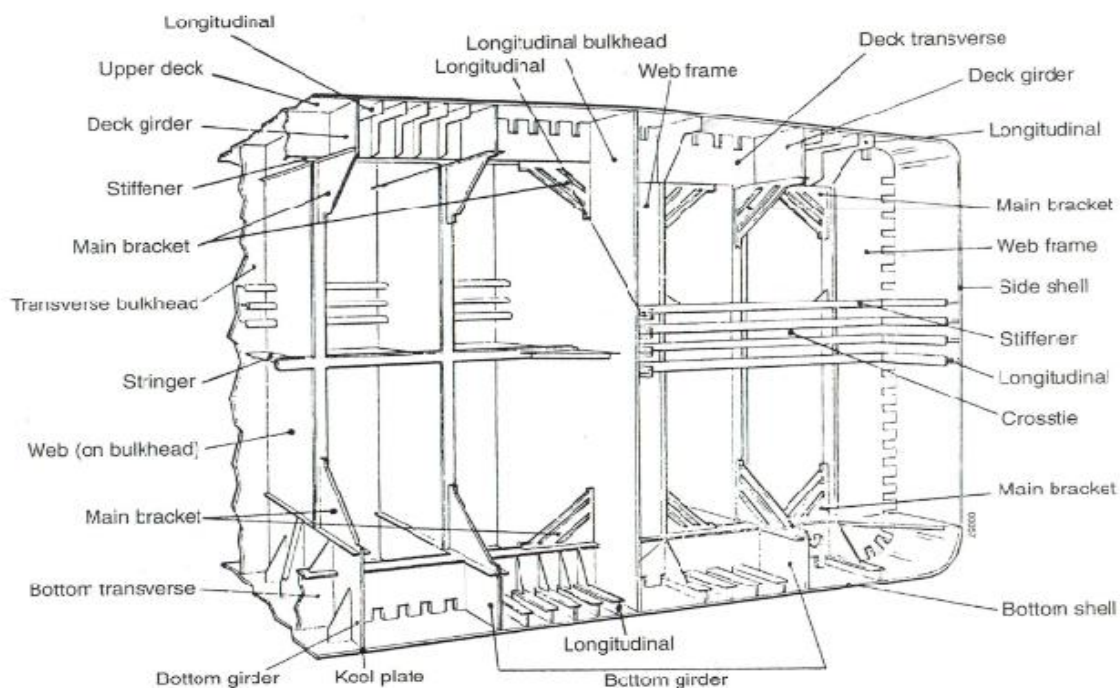 Longitudinal
Upper deck
Deck girder
Stiffener
Main bracket
Transverse bulkhead
Stringer
Web (on bulkhead)
Main bracket
Bottom transverse
Bottom girder
Keel plate
Longitudinal bulkhead
Longitudinal
Web frame
Deck transverse
Deck girder
Longitudinal
Main bracket
Web frame
Side shell
Stiffener
Longitudinal
Crosstie
Main bracket
Bottom shell
Longitudinal
Bottom girder